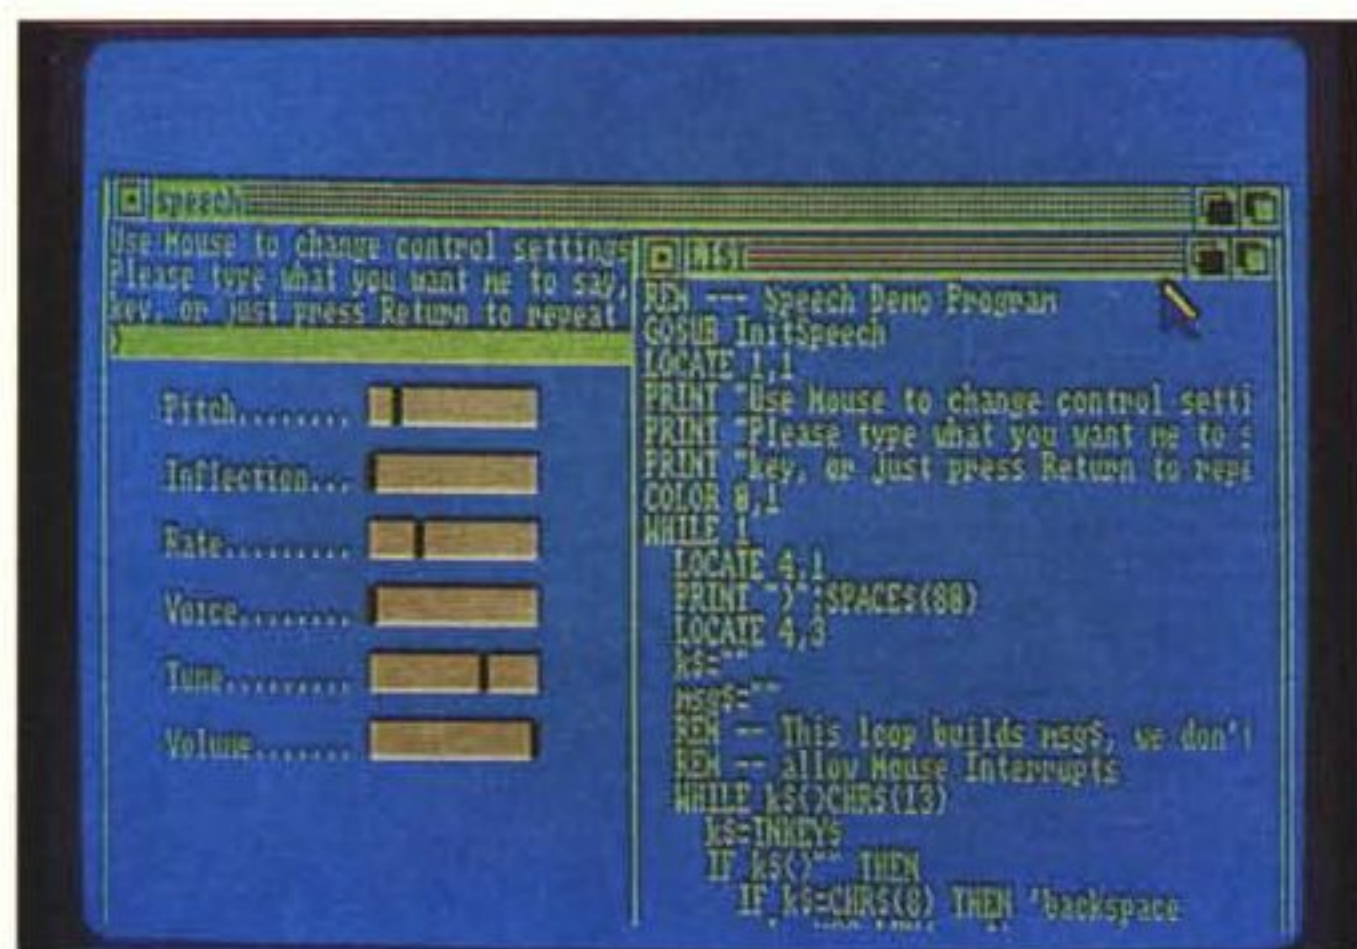 speech
Use Mouse to change control settings
Please type what you want me to say,
key, or just press Return to repeat
>
Pitch........
Inflection...
Rate.........
Voice........
Tune.........
Volume.......
LIST
REM --- Speech Demo Program
GOSUB InitSpeech
LOCATE 1,1
PRINT "Use Mouse to change control setti
PRINT "Please type what you want me to s
PRINT "key, or just press Return to repe
COLOR 0,1
WHILE 1
LOCATE 4,1
PRINT ">";SPACE$(80)
LOCATE 4,3
k$=""
msg$=""
REM -- This loop builds msg$, we don't
REM -- allow Mouse Interrupts
WHILE k$<>CHR$(13)
k$=INKEY$
IF k$<>"" THEN
IF k$=CHR$(8) THEN 'backspace